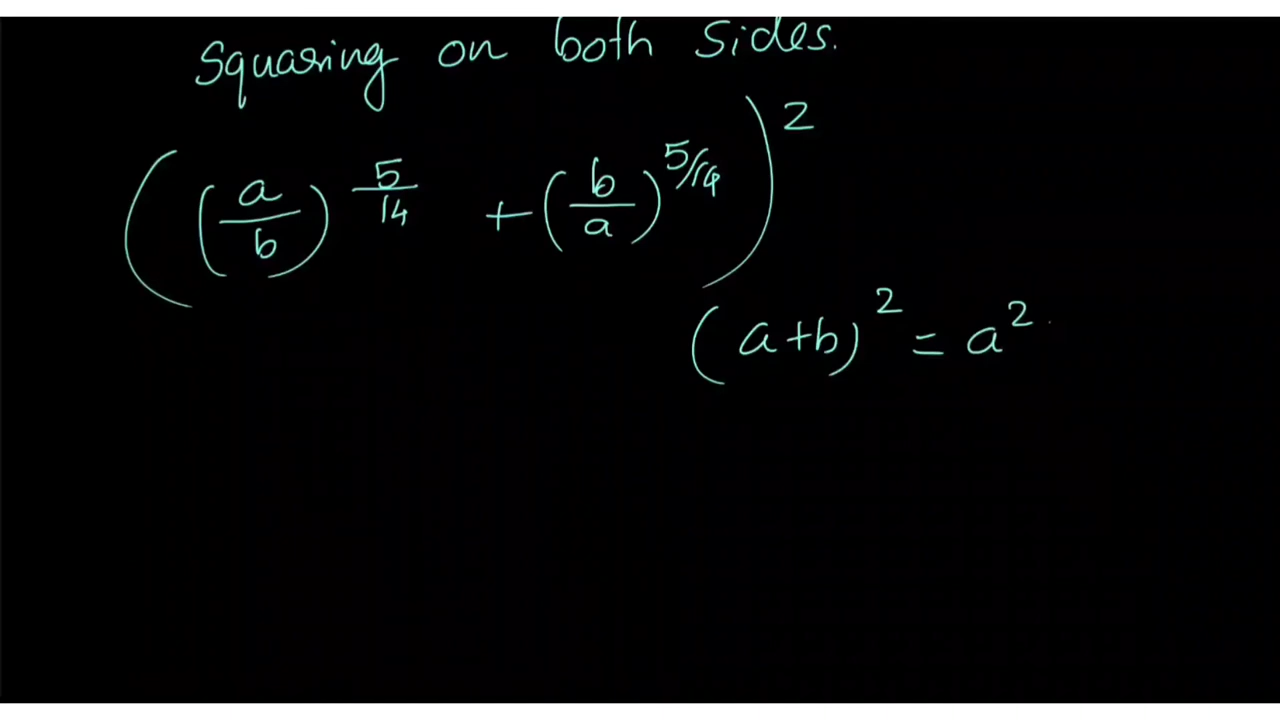 Squaring on both sides.
((a/b)^(5/14) + (b/a)^(5/14))^2
(a+b)^2 = a^2